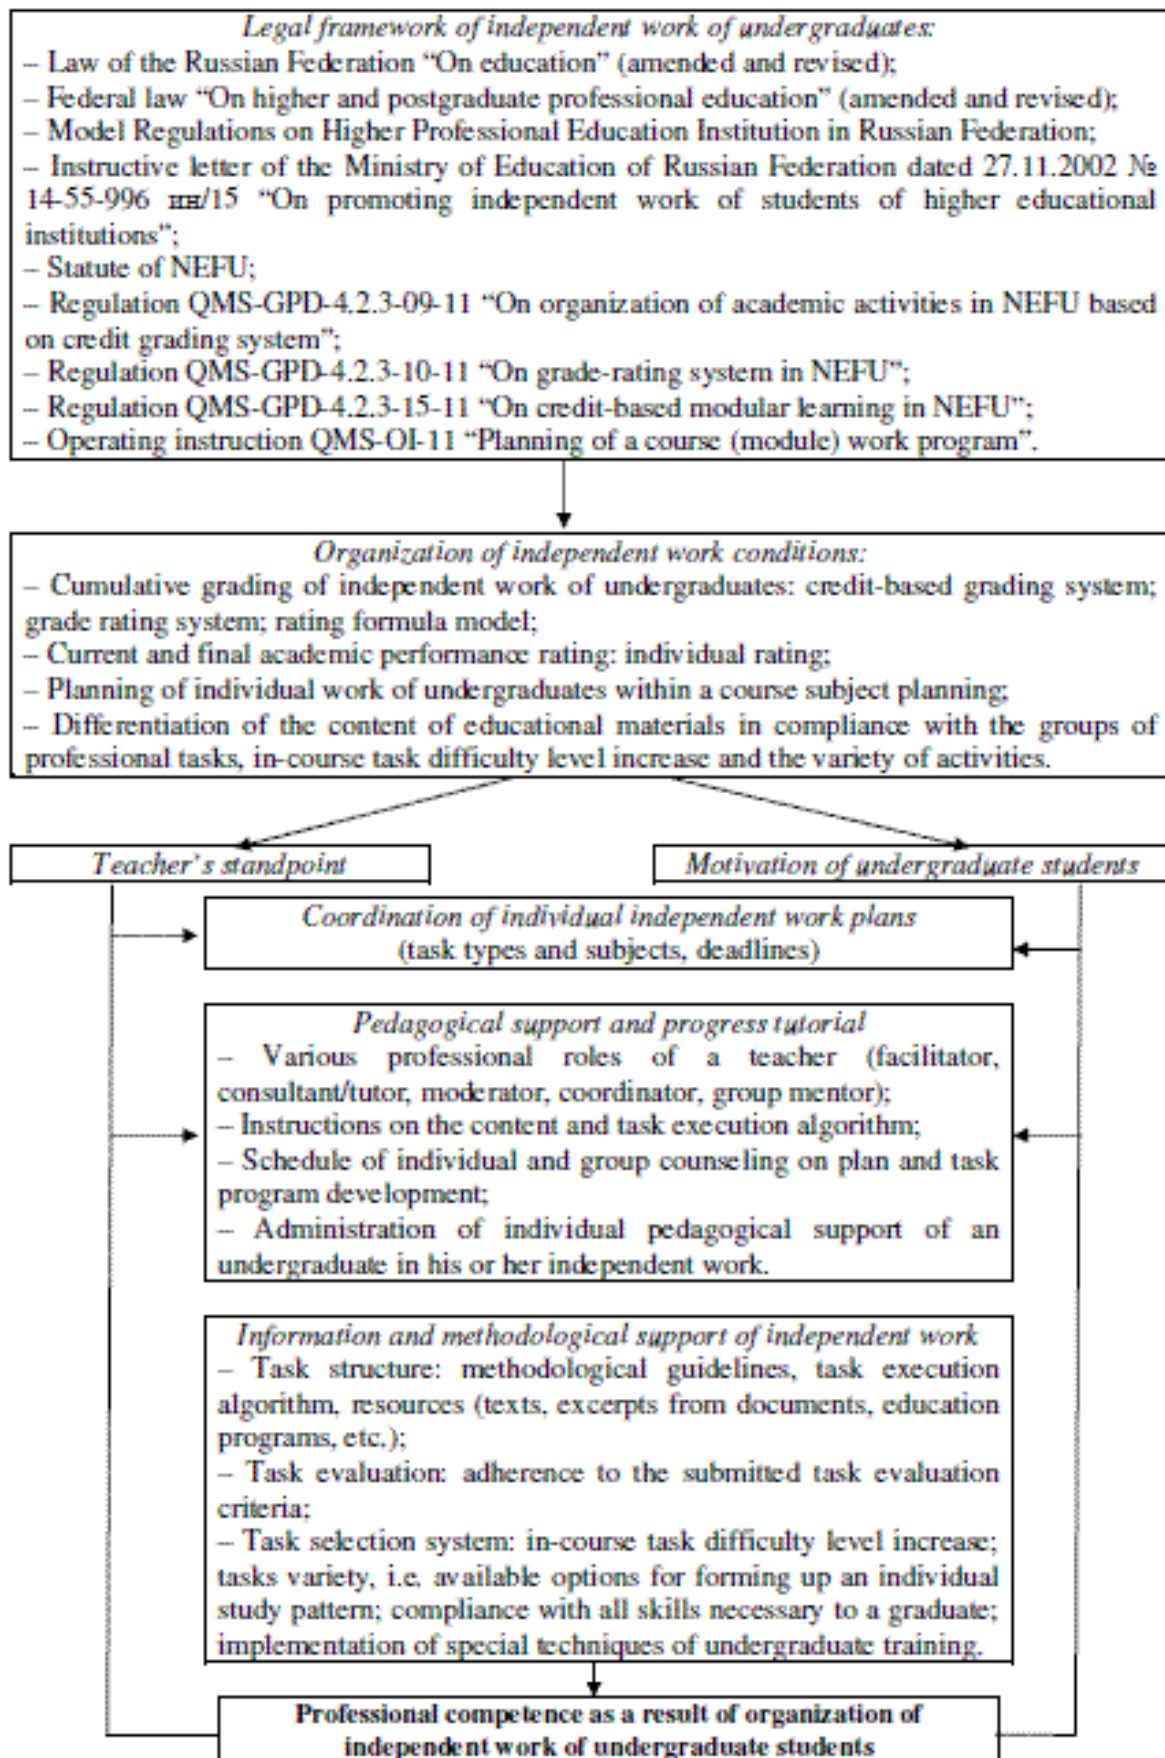 Legal framework of independent work of undergraduates:
– Law of the Russian Federation “On education” (amended and revised);
– Federal law “On higher and postgraduate professional education” (amended and revised);
– Model Regulations on Higher Professional Education Institution in Russian Federation;
– Instructive letter of the Ministry of Education of Russian Federation dated 27.11.2002 №
14-55-996 ин/15 “On promoting independent work of students of higher educational
institutions”;
– Statute of NEFU;
– Regulation QMS-GPD-4.2.3-09-11 “On organization of academic activities in NEFU based
on credit grading system”;
– Regulation QMS-GPD-4.2.3-10-11 “On grade-rating system in NEFU”;
– Regulation QMS-GPD-4.2.3-15-11 “On credit-based modular learning in NEFU”;
– Operating instruction QMS-OI-11 “Planning of a course (module) work program”.
Organization of independent work conditions:
– Cumulative grading of independent work of undergraduates: credit-based grading system;
grade rating system; rating formula model;
– Current and final academic performance rating: individual rating;
– Planning of individual work of undergraduates within a course subject planning;
– Differentiation of the content of educational materials in compliance with the groups of
professional tasks, in-course task difficulty level increase and the variety of activities.
Teacher’s standpoint
Motivation of undergraduate students
Coordination of individual independent work plans
(task types and subjects, deadlines)
Pedagogical support and progress tutorial
– Various professional roles of a teacher (facilitator,
consultant/tutor, moderator, coordinator, group mentor);
– Instructions on the content and task execution algorithm;
– Schedule of individual and group counseling on plan and task
program development;
– Administration of individual pedagogical support of an
undergraduate in his or her independent work.
Information and methodological support of independent work
– Task structure: methodological guidelines, task execution
algorithm, resources (texts, excerpts from documents, education
programs, etc.);
– Task evaluation: adherence to the submitted task evaluation
criteria;
– Task selection system: in-course task difficulty level increase;
tasks variety, i.e. available options for forming up an individual
study pattern; compliance with all skills necessary to a graduate;
implementation of special techniques of undergraduate training.
Professional competence as a result of organization of
independent work of undergraduate students